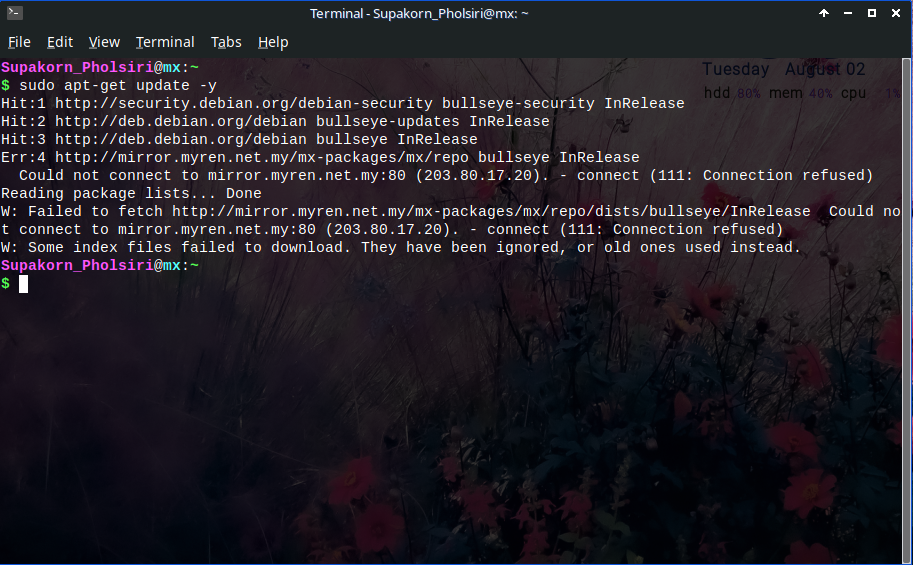 Terminal - Supakorn_Pholsiri@mx: ~
File Edit View Terminal Tabs Help
Supakorn_Pholsiri@mx:~
$ sudo apt-get update -y
Hit:1 http://security.debian.org/debian-security bullseye-security InRelease
Hit:2 http://deb.debian.org/debian bullseye-updates InRelease
Hit:3 http://deb.debian.org/debian bullseye InRelease
Err:4 http://mirror.myren.net.my/mx-packages/mx/repo bullseye InRelease
  Could not connect to mirror.myren.net.my:80 (203.80.17.20). - connect (111: Connection refused)
Reading package lists... Done
W: Failed to fetch http://mirror.myren.net.my/mx-packages/mx/repo/dists/bullseye/InRelease  Could no
t connect to mirror.myren.net.my:80 (203.80.17.20). - connect (111: Connection refused)
W: Some index files failed to download. They have been ignored, or old ones used instead.
Supakorn_Pholsiri@mx:~
$
Tuesday August 02
hdd 80% mem 40% cpu 1%